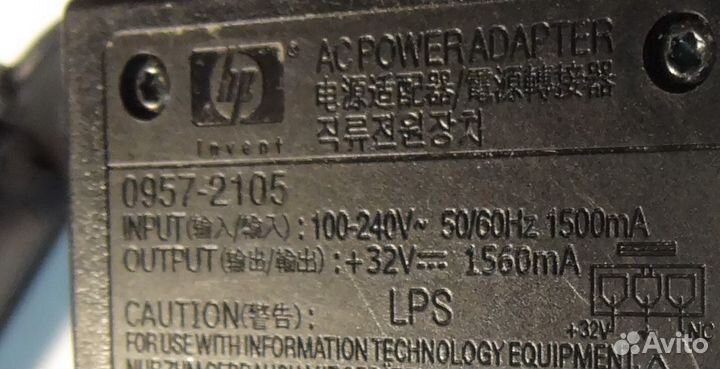 hp
®
invent
AC POWER ADAPTER
电源适配器/電源轉接器
직류전원장치
0957-2105
INPUT(输入/輸入) : 100-240V~ 50/60Hz 1500mA
OUTPUT(输出/輸出) : +32V⎓ 1560mA
LPS
+32V NC
CAUTION(警告) :
FOR USE WITH INFORMATION TECHNOLOGY EQUIPMENT.
Avito